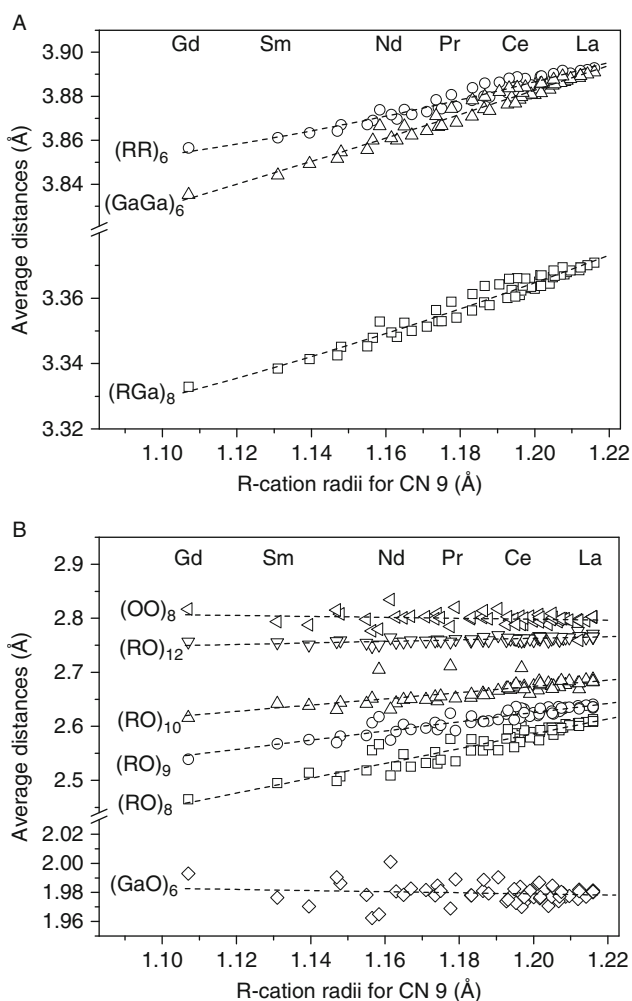 A
Gd Sm Nd Pr Ce La
3.90
3.88
3.86
3.84
3.36
3.34
3.32
Average distances (Å)
(RR)6
(GaGa)6
(RGa)8
1.10 1.12 1.14 1.16 1.18 1.20 1.22
R-cation radii for CN 9 (Å)
B
Gd Sm Nd Pr Ce La
2.9
2.8
2.7
2.6
2.5
2.02
2.00
1.98
1.96
Average distances (Å)
(OO)8
(RO)12
(RO)10
(RO)9
(RO)8
(GaO)6
1.10 1.12 1.14 1.16 1.18 1.20 1.22
R-cation radii for CN 9 (Å)